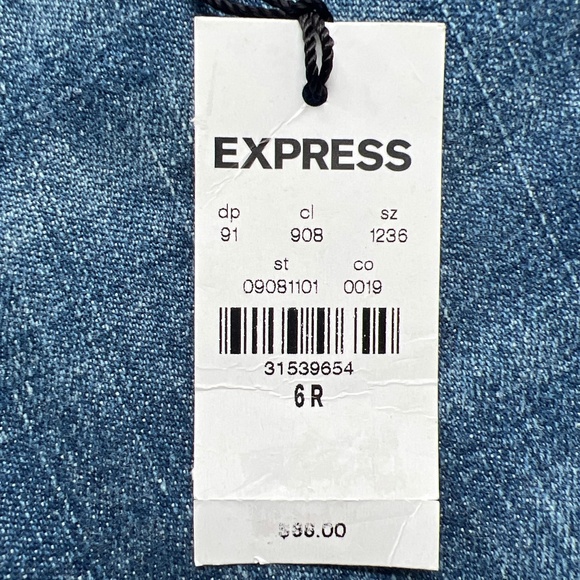 EXPRESS
dp cl sz
91 908 1236
st co
09081101 0019
31539654
6 R